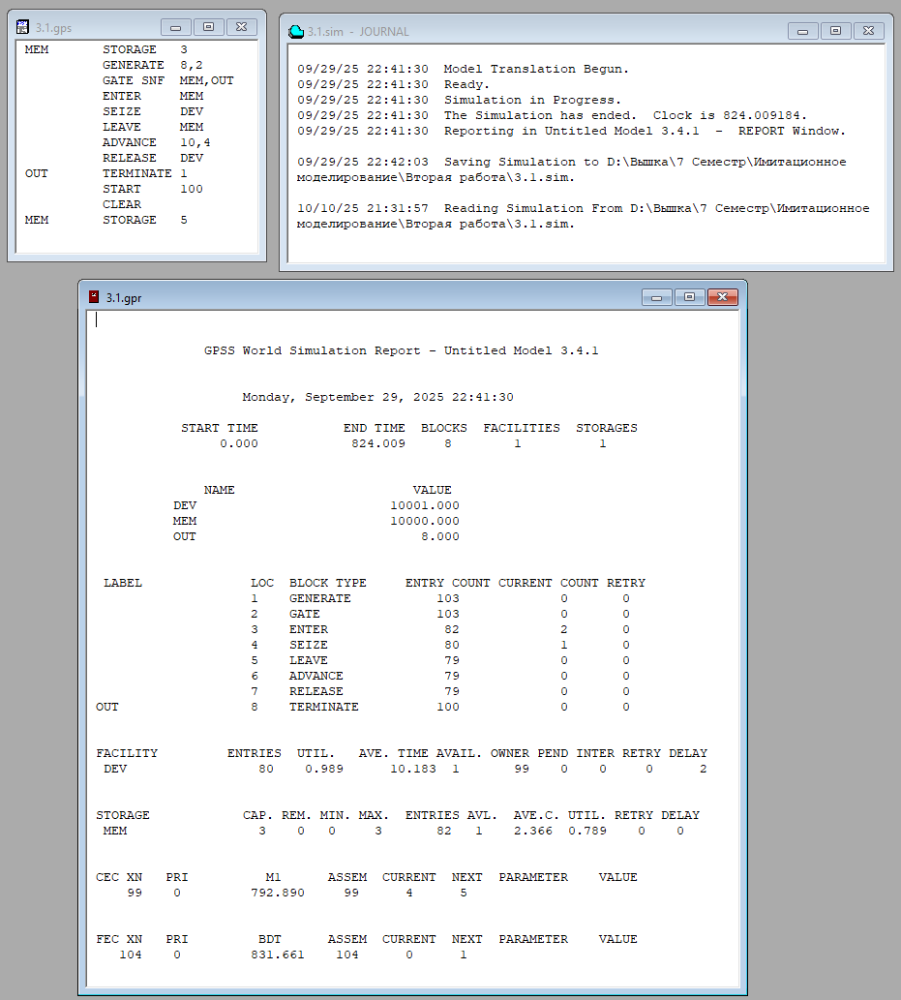 3.1.gps
MEM STORAGE 3
GENERATE 8,2
GATE SNF MEM,OUT
ENTER MEM
SEIZE DEV
LEAVE MEM
ADVANCE 10,4
RELEASE DEV
OUT TERMINATE 1
START 100
CLEAR
MEM STORAGE 5
3.1.sim - JOURNAL
09/29/25 22:41:30 Model Translation Begun.
09/29/25 22:41:30 Ready.
09/29/25 22:41:30 Simulation in Progress.
09/29/25 22:41:30 The Simulation has ended. Clock is 824.009184.
09/29/25 22:41:30 Reporting in Untitled Model 3.4.1 - REPORT Window.
09/29/25 22:42:03 Saving Simulation to D:\Вышка\7 Семестр\Имитационное
моделирование\Вторая работа\3.1.sim.
10/10/25 21:31:57 Reading Simulation From D:\Вышка\7 Семестр\Имитационное
моделирование\Вторая работа\3.1.sim.
3.1.gpr
GPSS World Simulation Report - Untitled Model 3.4.1
Monday, September 29, 2025 22:41:30
START TIME END TIME BLOCKS FACILITIES STORAGES
0.000 824.009 8 1 1
NAME VALUE
DEV 10001.000
MEM 10000.000
OUT 8.000
LABEL LOC BLOCK TYPE ENTRY COUNT CURRENT COUNT RETRY
1 GENERATE 103 0 0
2 GATE 103 0 0
3 ENTER 82 2 0
4 SEIZE 80 1 0
5 LEAVE 79 0 0
6 ADVANCE 79 0 0
7 RELEASE 79 0 0
OUT 8 TERMINATE 100 0 0
FACILITY ENTRIES UTIL. AVE. TIME AVAIL. OWNER PEND INTER RETRY DELAY
DEV 80 0.989 10.183 1 99 0 0 0 2
STORAGE CAP. REM. MIN. MAX. ENTRIES AVL. AVE.C. UTIL. RETRY DELAY
MEM 3 0 0 3 82 1 2.366 0.789 0 0
CEC XN PRI M1 ASSEM CURRENT NEXT PARAMETER VALUE
99 0 792.890 99 4 5
FEC XN PRI BDT ASSEM CURRENT NEXT PARAMETER VALUE
104 0 831.661 104 0 1